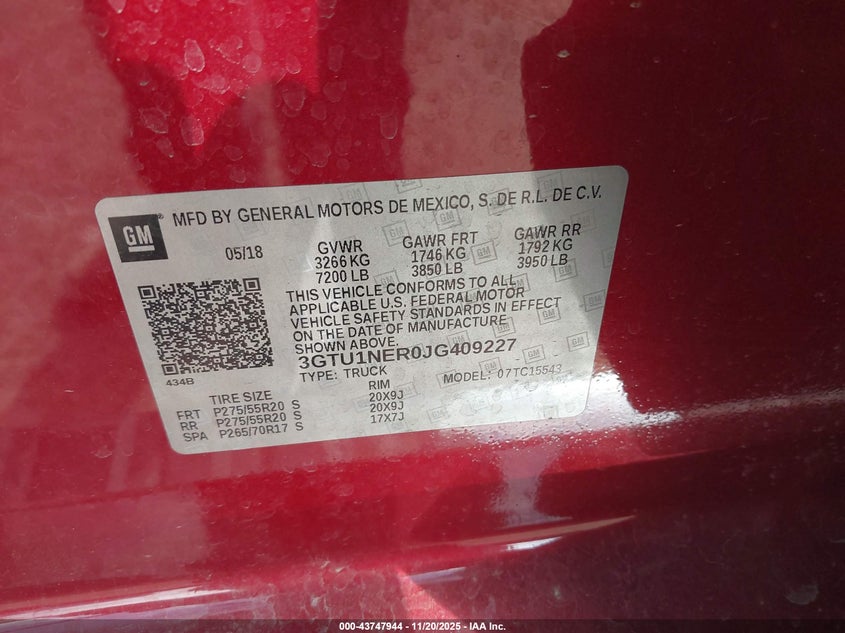 GM
MFD BY GENERAL MOTORS DE MEXICO, S. DE R.L. DE C.V.
05/18 GVWR GAWR FRT GAWR RR
3266 KG 1746 KG 1792 KG
7200 LB 3850 LB 3950 LB
THIS VEHICLE CONFORMS TO ALL
APPLICABLE U.S. FEDERAL MOTOR
VEHICLE SAFETY STANDARDS IN EFFECT
ON THE DATE OF MANUFACTURE
SHOWN ABOVE.
3GTU1NER0JG409227
434B TYPE: TRUCK MODEL: 07TC15543
TIRE SIZE RIM
FRT P275/55R20 S 20X9J
RR P275/55R20 S 20X9J
SPA P265/70R17 S 17X7J
000-43747944 | 11/20/2025 | IAA Inc.